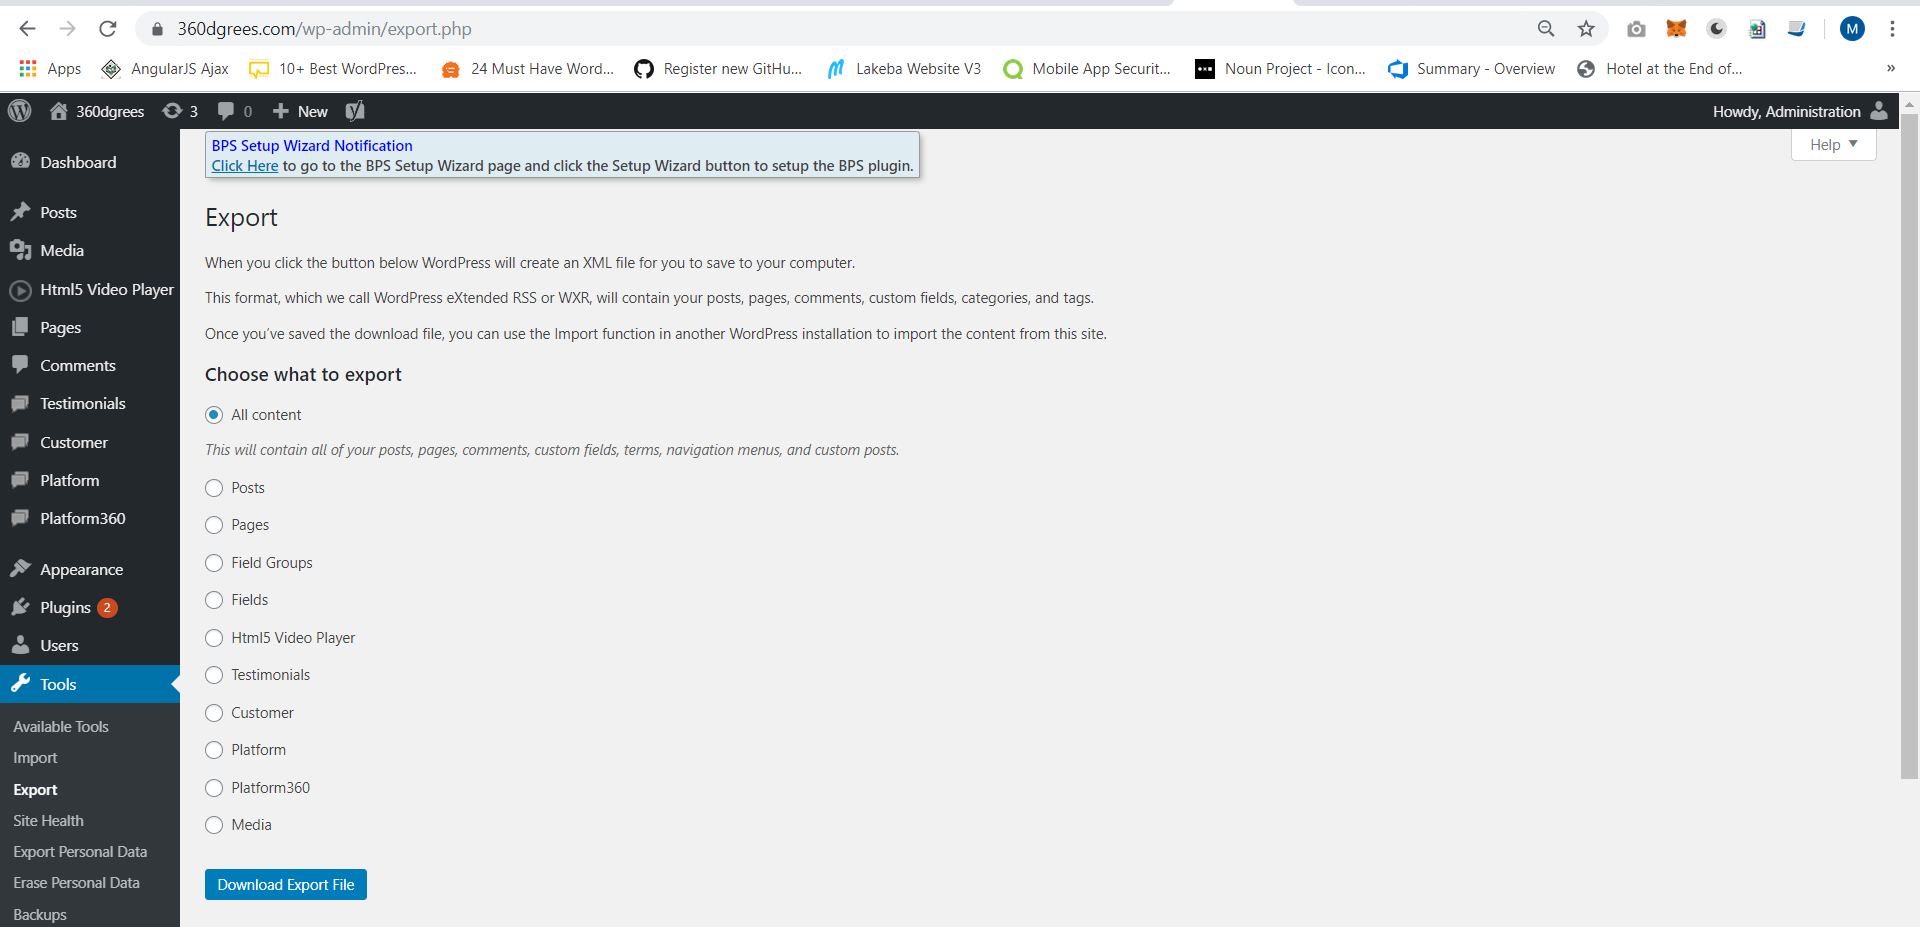 360dgrees.com/wp-admin/export.php
M
Apps
AngularJS Ajax
10+ Best WordPres...
24 Must Have Word...
Register new GitHu...
Lakeba Website V3
Mobile App Securit...
Noun Project - Icon...
Summary - Overview
Hotel at the End of...
»
360dgrees
3
0
New
Howdy, Administration
BPS Setup Wizard Notification
Click Here to go to the BPS Setup Wizard page and click the Setup Wizard button to setup the BPS plugin.
Help
Dashboard
Posts
Media
Html5 Video Player
Pages
Comments
Testimonials
Customer
Platform
Platform360
Appearance
Plugins 2
Users
Tools
Available Tools
Import
Export
Site Health
Export Personal Data
Erase Personal Data
Backups
Export
When you click the button below WordPress will create an XML file for you to save to your computer.
This format, which we call WordPress eXtended RSS or WXR, will contain your posts, pages, comments, custom fields, categories, and tags.
Once you’ve saved the download file, you can use the Import function in another WordPress installation to import the content from this site.
Choose what to export
All content
This will contain all of your posts, pages, comments, custom fields, terms, navigation menus, and custom posts.
Posts
Pages
Field Groups
Fields
Html5 Video Player
Testimonials
Customer
Platform
Platform360
Media
Download Export File